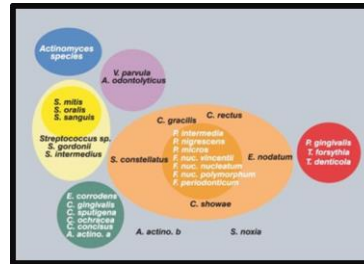 Actinomyces
species
V. parvula
A. odontolyticus
S. mitis
S. oralis
S. sanguis
Streptococcus sp.
S. gordonii
S. intermedius
C. gracilis
C. rectus
P. intermedia
P. nigrescens
P. micros
F. nuc. vincentii
F. nuc. nucleatum
F. nuc. polymorphum
F. periodonticum
S. constellatus
E. nodatum
C. showae
P. gingivalis
T. forsythia
T. denticola
E. corrodens
C. gingivalis
C. sputigena
C. ochracea
C. concisus
A. actino. a
A. actino. b
S. noxia